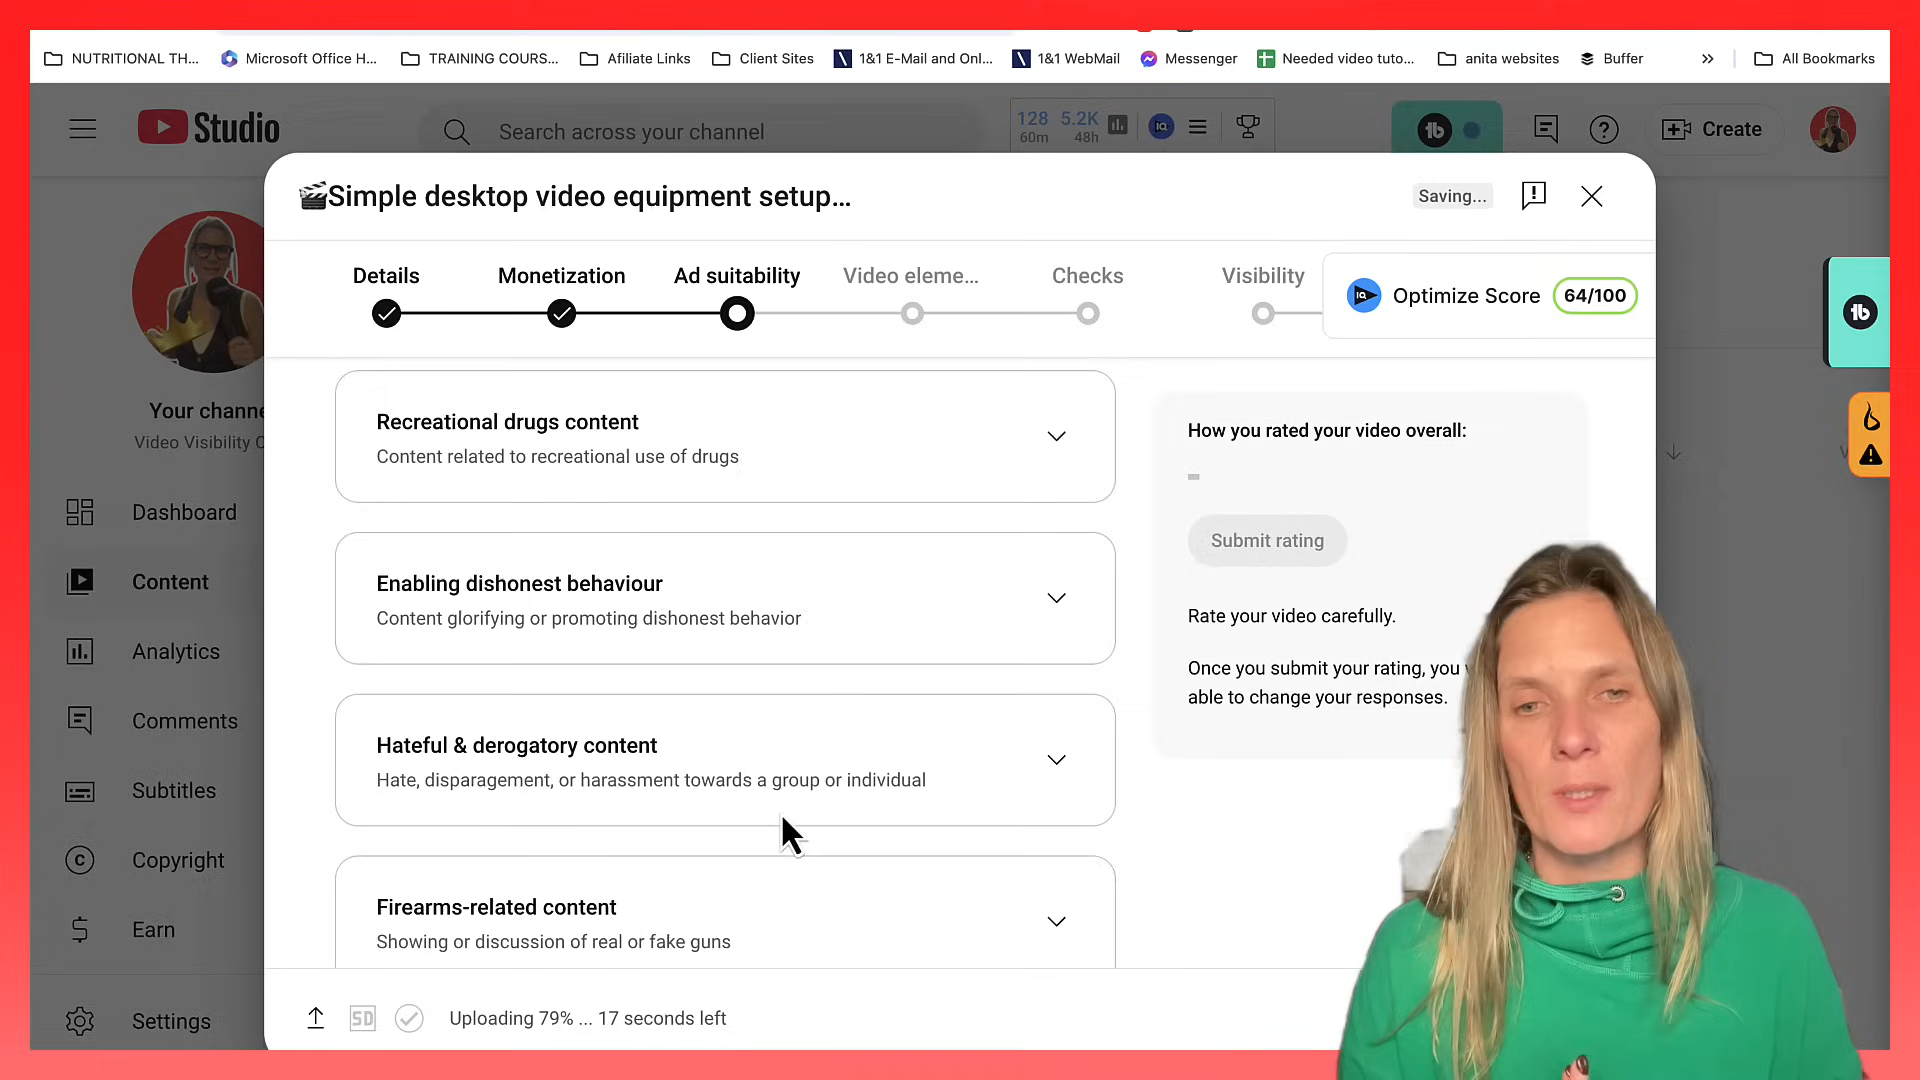 NUTRITIONAL TH...
Microsoft Office H...
TRAINING COURS...
Afiliate Links
Client Sites
1&1 E-Mail and Onl...
1&1 WebMail
Messenger
Needed video tuto...
anita websites
Buffer
»
All Bookmarks
Studio
Search across your channel
128 5.2K
60m 48h
IQ
Create
🎬Simple desktop video equipment setup...
Saving...
Details
Monetization
Ad suitability
Video eleme...
Checks
Visibility
IQ
Optimize Score 64/100
Your channe
Video Visibility C
Dashboard
Content
Analytics
Comments
Subtitles
Copyright
Earn
Settings
Recreational drugs content
Content related to recreational use of drugs
Enabling dishonest behaviour
Content glorifying or promoting dishonest behavior
Hateful & derogatory content
Hate, disparagement, or harassment towards a group or individual
Firearms-related content
Showing or discussion of real or fake guns
How you rated your video overall:
-
Submit rating
Rate your video carefully.
Once you submit your rating, you
able to change your responses.
SD
Uploading 79% ... 17 seconds left